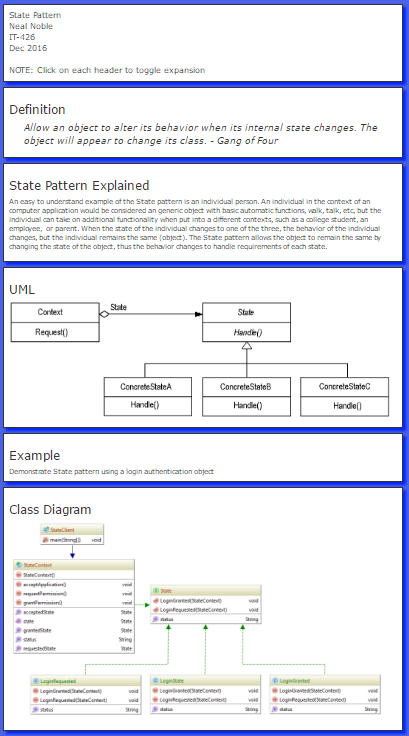 State Pattern
Neal Noble
IT-426
Dec 2016
NOTE: Click on each header to toggle expansion
Definition
Allow an object to alter its behavior when its internal state changes. The
object will appear to change its class. - Gang of Four
State Pattern Explained
An easy to understand example of the State pattern is an individual person. An individual in the context of an
computer application would be considered an generic object with basic automatic functions, walk, talk, etc, but the
individual can take on additional functionality when put into a different contexts, such as a college student, an
employee, or parent. When the state of the individual changes to one of the three, the behavior of the individual
changes, but the individual remains the same (object). The State pattern allows the object to remain the same by
changing the state of the object, thus the behavior changes to handle requirements of each state.
UML
Context
State
State
Request()
Handle()
ConcreteStateA
ConcreteStateB
ConcreteStateC
Handle()
Handle()
Handle()
Example
Demonstrate State pattern using a login authentication object
Class Diagram
StateClient
main(String[]) void
StateContext
StateContext()
acceptApplication() void
requestPermission() void
grantPermission() void
acceptedState State
state State
grantedState State
status String
requestedState State
State
LoginGranted(StateContext) void
LoginRequested(StateContext) void
status String
LoginRequested
LoginGranted(StateContext) void
LoginRequested(StateContext) void
status String
LoginState
LoginGranted(StateContext) void
LoginRequested(StateContext) void
status String
LoginGranted
LoginGranted(StateContext) void
LoginRequested(StateContext) void
status String